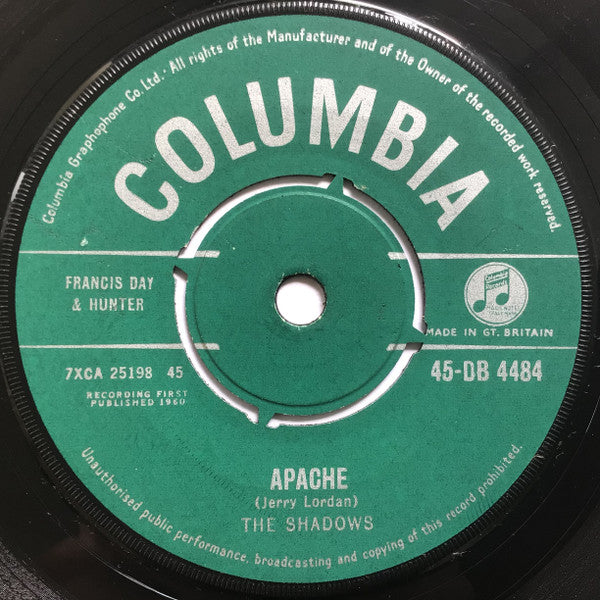 Columbia Graphophone Co. Ltd. · All rights of the Manufacturer and of the Owner of the recorded work reserved.
COLUMBIA
FRANCIS DAY
& HUNTER
Columbia
Records
MADE IN GT. BRITAIN
7XCA 25198 45
45-DB 4484
RECORDING FIRST
PUBLISHED 1960
APACHE
(Jerry Lordan)
THE SHADOWS
Unauthorised public performance, broadcasting and copying of this record prohibited.